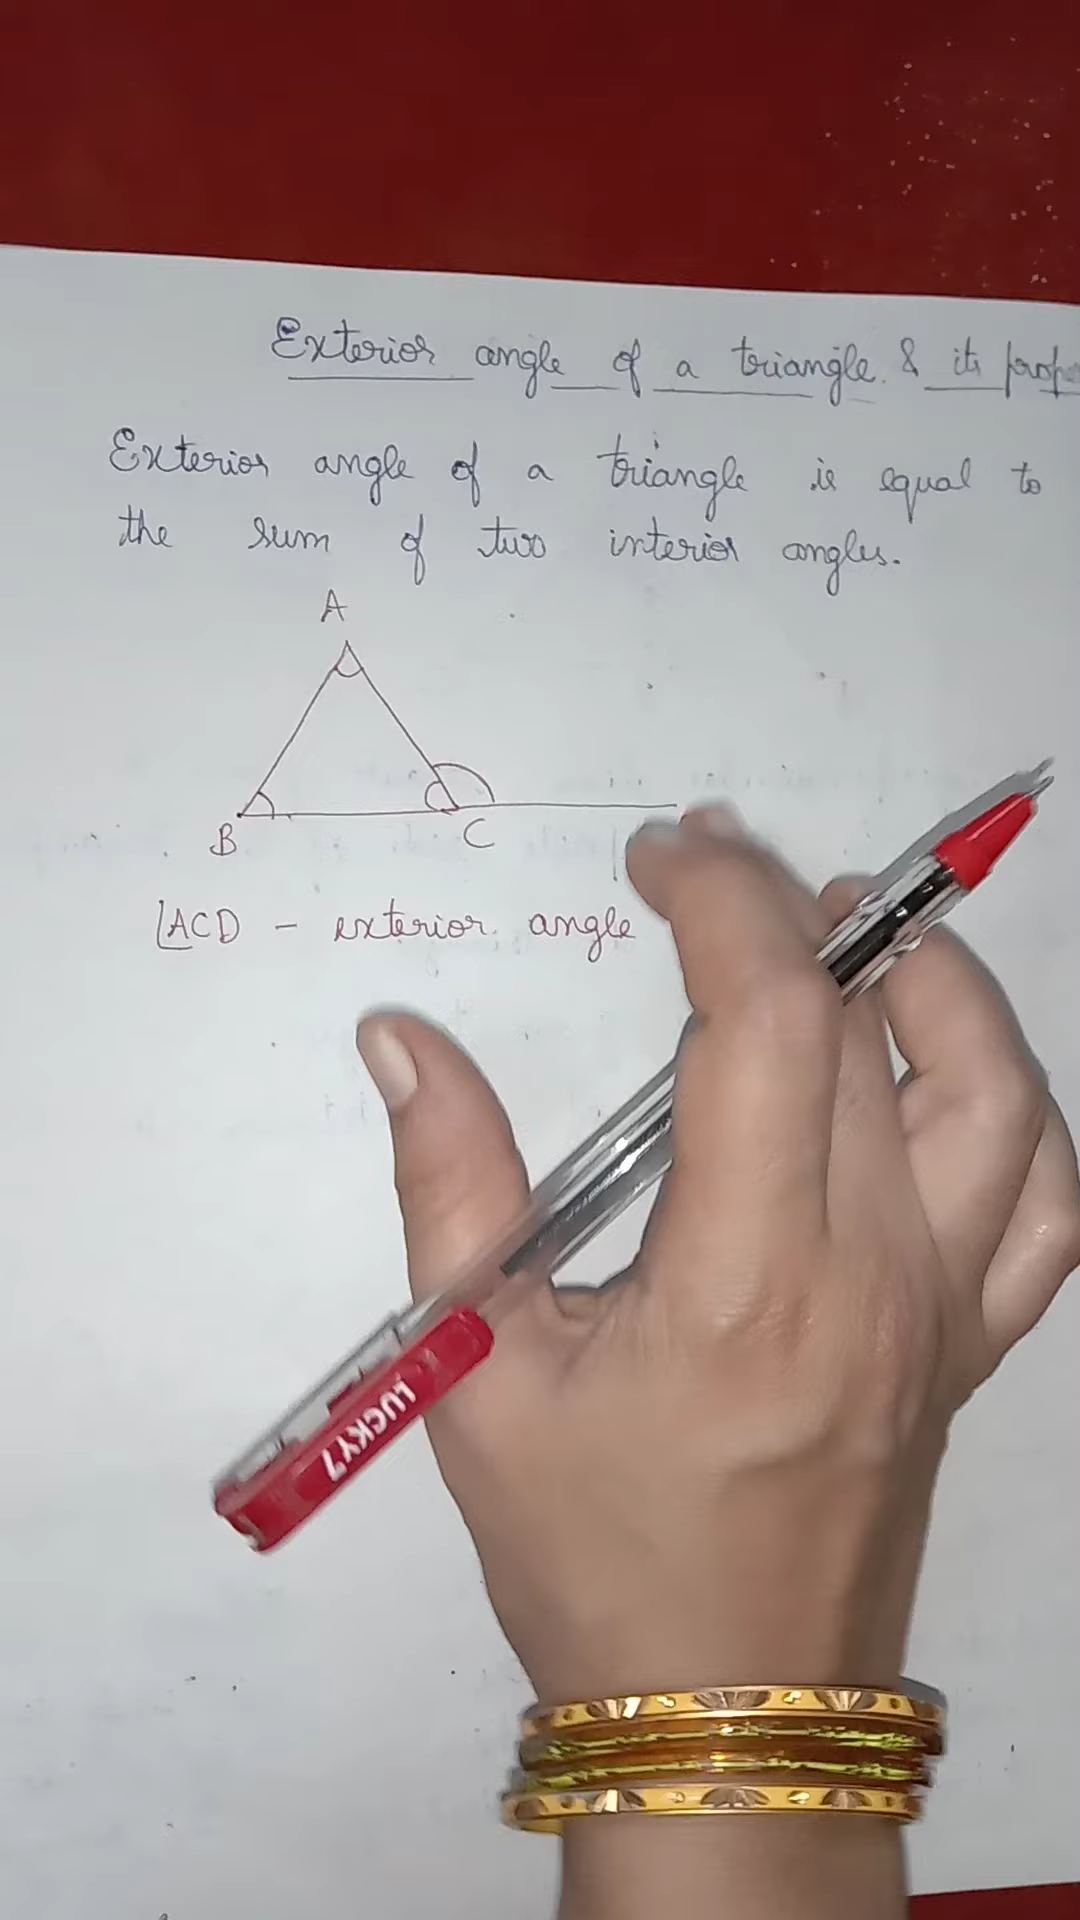 Exterior angle of a triangle. & its
Exterior angle of a triangle is equal to
the sum of two interior angles.
A
B
C
∠ACD - exterior angle
LUCKY7